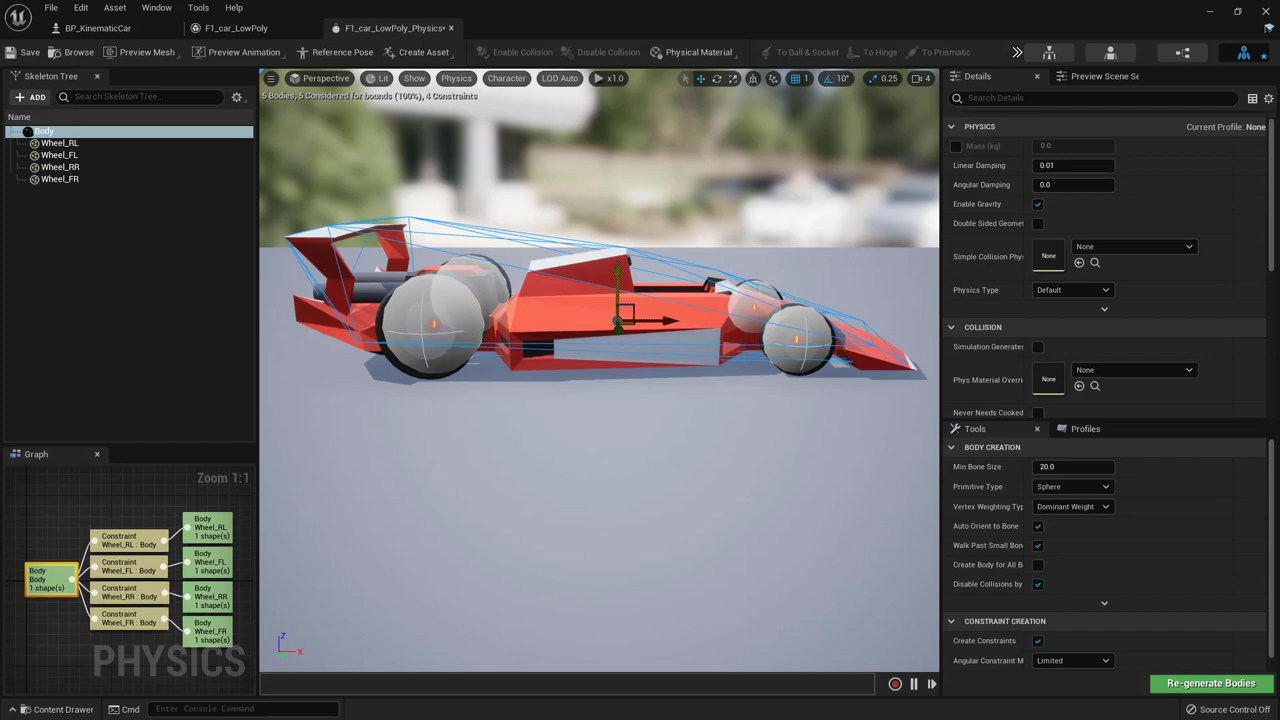 File Edit Asset Window Tools Help
BP_KinematicCar
F1_car_LowPoly
F1_car_LowPoly_Physics*
Save
Browse
Preview Mesh
Preview Animation
Reference Pose
Create Asset
Enable Collision
Disable Collision
Physical Material
To Ball & Socket
To Hinge
To Prismatic
Skeleton Tree
ADD
Search Skeleton Tree...
Name
Body
Wheel_RL
Wheel_FL
Wheel_RR
Wheel_FR
Graph
Zoom 1:1
Body
Body
1 shape(s)
Constraint
Wheel_RL : Body
Constraint
Wheel_FL : Body
Constraint
Wheel_RR : Body
Constraint
Wheel_FR : Body
Body
Wheel_RL
1 shape(s)
Body
Wheel_FL
1 shape(s)
Body
Wheel_RR
1 shape(s)
Body
Wheel_FR
1 shape(s)
PHYSICS
Perspective
Lit
Show
Physics
Character
LOD Auto
x1.0
1
10°
0.25
4
5 Bodies, 5 Considered for bounds (100%), 4 Constraints
Z
X
Details
Preview Scene Se
Search Details
PHYSICS
Current Profile: None
Mass (kg)
0.0
Linear Damping
0.01
Angular Damping
0.0
Enable Gravity
Double Sided Geomet
Simple Collision Phys
None
None
Physics Type
Default
COLLISION
Simulation Generates
Phys Material Overri
None
None
Never Needs Cooked
Tools
Profiles
BODY CREATION
Min Bone Size
20.0
Primitive Type
Sphere
Vertex Weighting Typ
Dominant Weight
Auto Orient to Bone
Walk Past Small Bon
Create Body for All B
Disable Collisions by
CONSTRAINT CREATION
Create Constraints
Angular Constraint M
Limited
Re-generate Bodies
Content Drawer
Cmd
Enter Console Command
Source Control Off